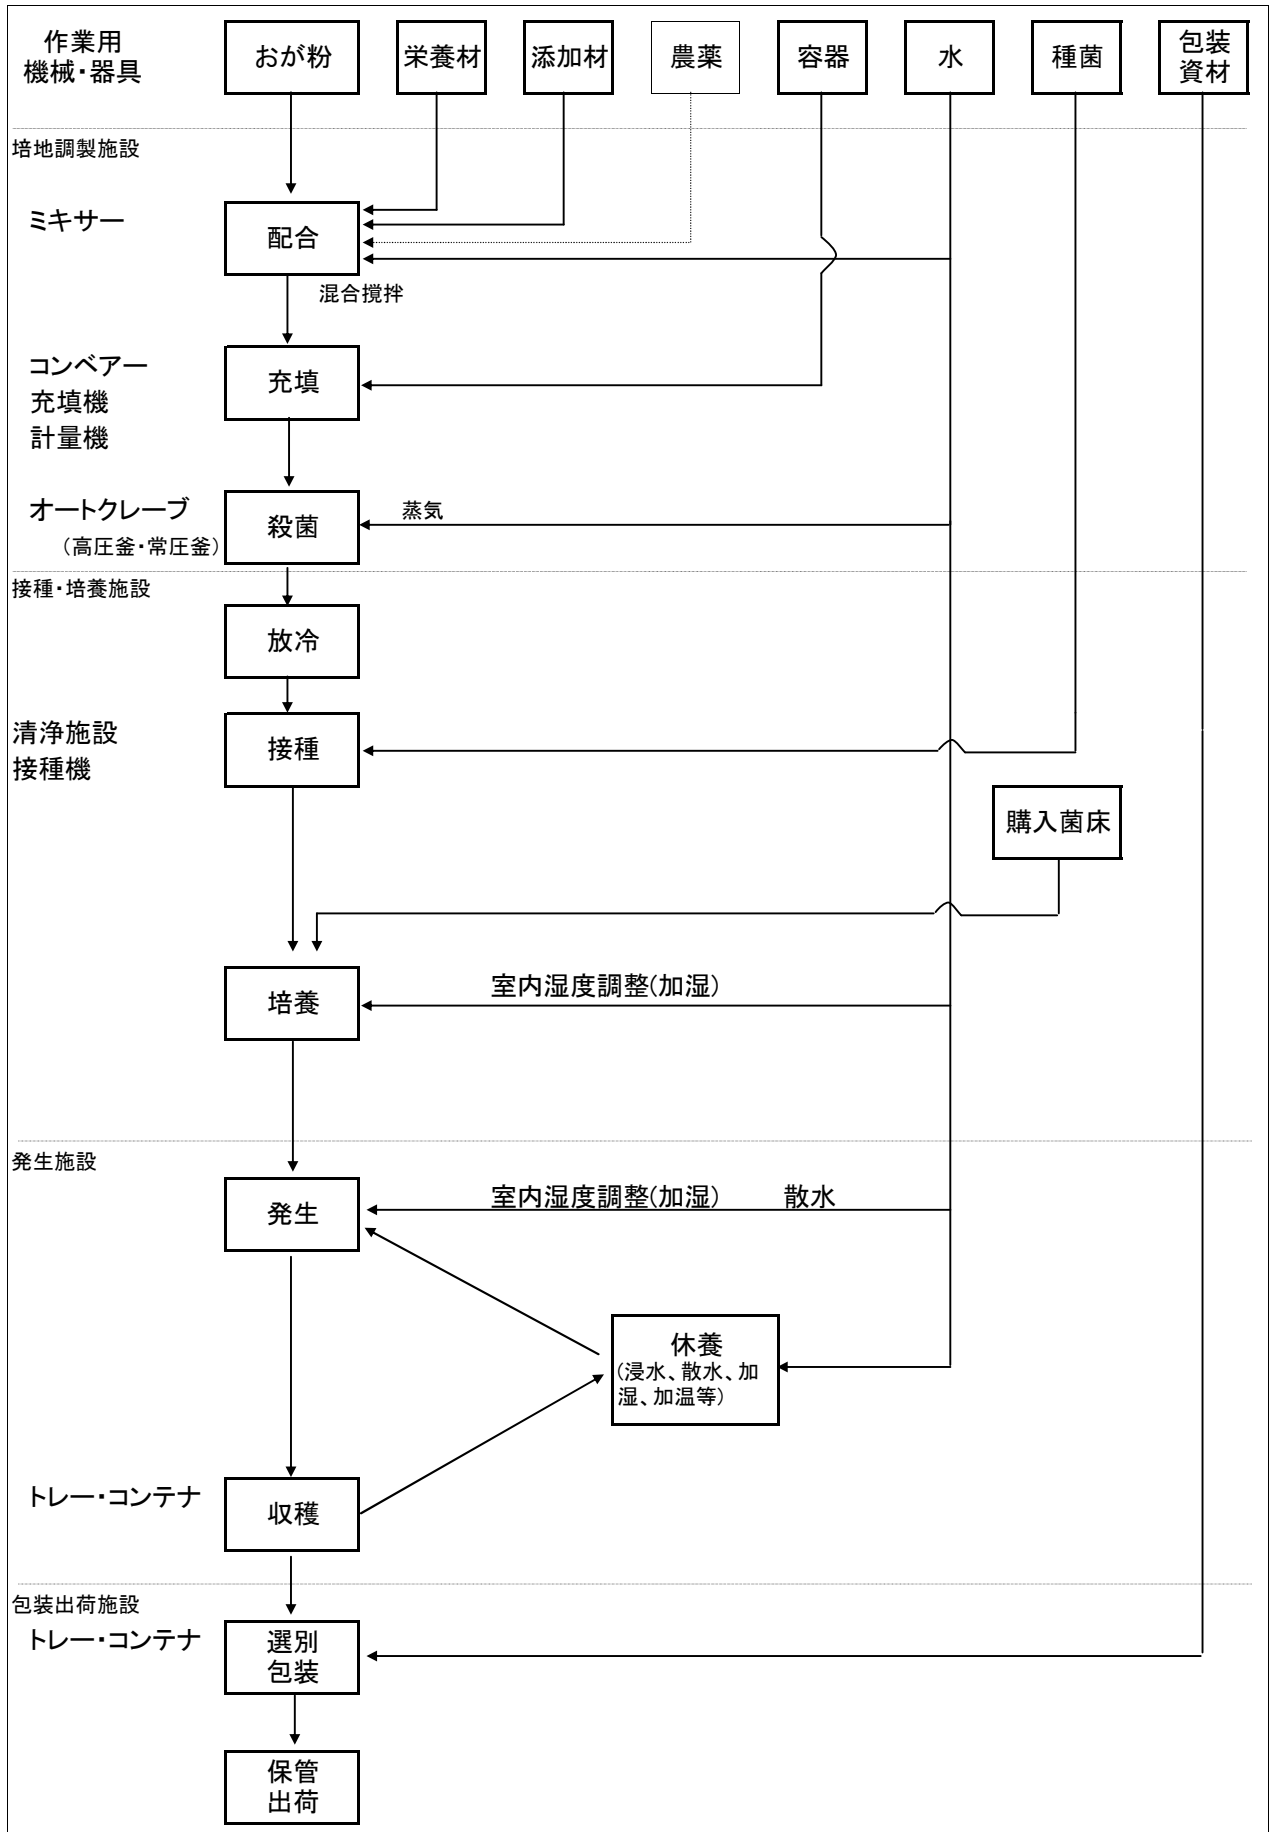 作業用
機械・器具
おが粉
栄養材
添加材
農薬
容器
水
種菌
包装
資材
培地調製施設
ミキサー
配合
混合撹拌
コンベアー
充填機
計量機
充填
オートクレーブ
（高圧釜・常圧釜）
殺菌
蒸気
接種・培養施設
放冷
清浄施設
接種機
接種
購入菌床
培養
室内湿度調整(加湿)
発生施設
発生
室内湿度調整(加湿)　　散水
休養
(浸水、散水、加
湿、加温等)
トレー・コンテナ
収穫
包装出荷施設
トレー・コンテナ
選別
包装
保管
出荷